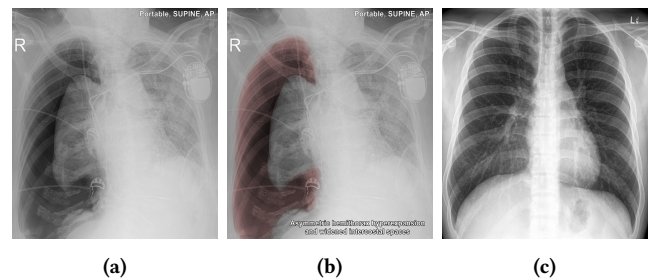 Portable, SUPINE, AP
R
Portable, SUPINE, AP
R
Asymmetric hemithorax hyperexpansion
and widened intercostal spaces
(a)
(b)
(c)